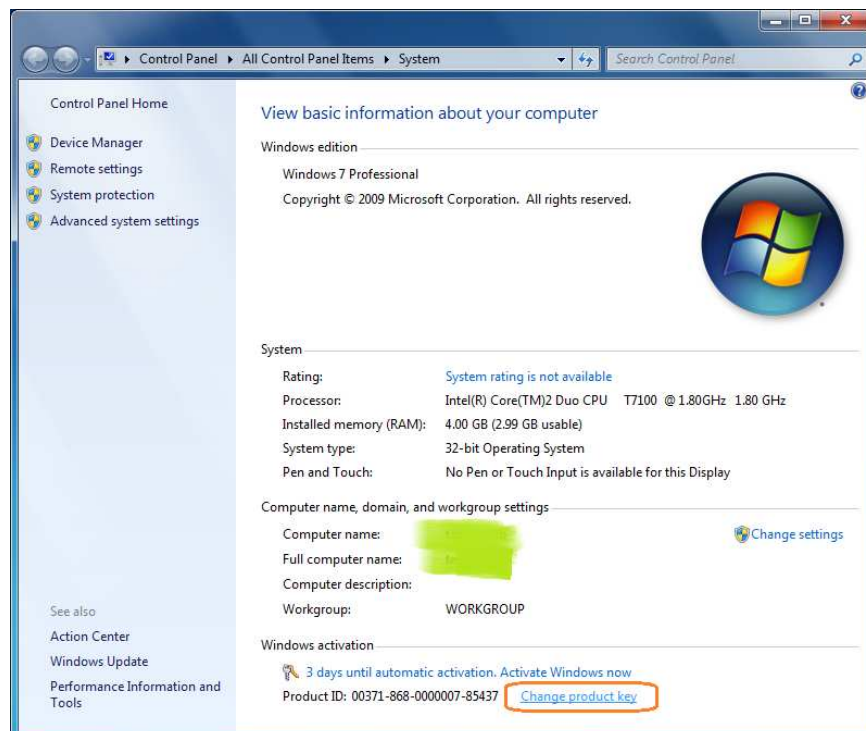 Control Panel ▸ All Control Panel Items ▸ System
Search Control Panel
Control Panel Home
Device Manager
Remote settings
System protection
Advanced system settings
See also
Action Center
Windows Update
Performance Information and
Tools
View basic information about your computer
Windows edition
Windows 7 Professional
Copyright © 2009 Microsoft Corporation. All rights reserved.
System
Rating: System rating is not available
Processor: Intel(R) Core(TM)2 Duo CPU T7100 @ 1.80GHz 1.80 GHz
Installed memory (RAM): 4.00 GB (2.99 GB usable)
System type: 32-bit Operating System
Pen and Touch: No Pen or Touch Input is available for this Display
Computer name, domain, and workgroup settings
Computer name:
Change settings
Full computer name:
Computer description:
Workgroup: WORKGROUP
Windows activation
3 days until automatic activation. Activate Windows now
Product ID: 00371-868-0000007-85437 Change product key